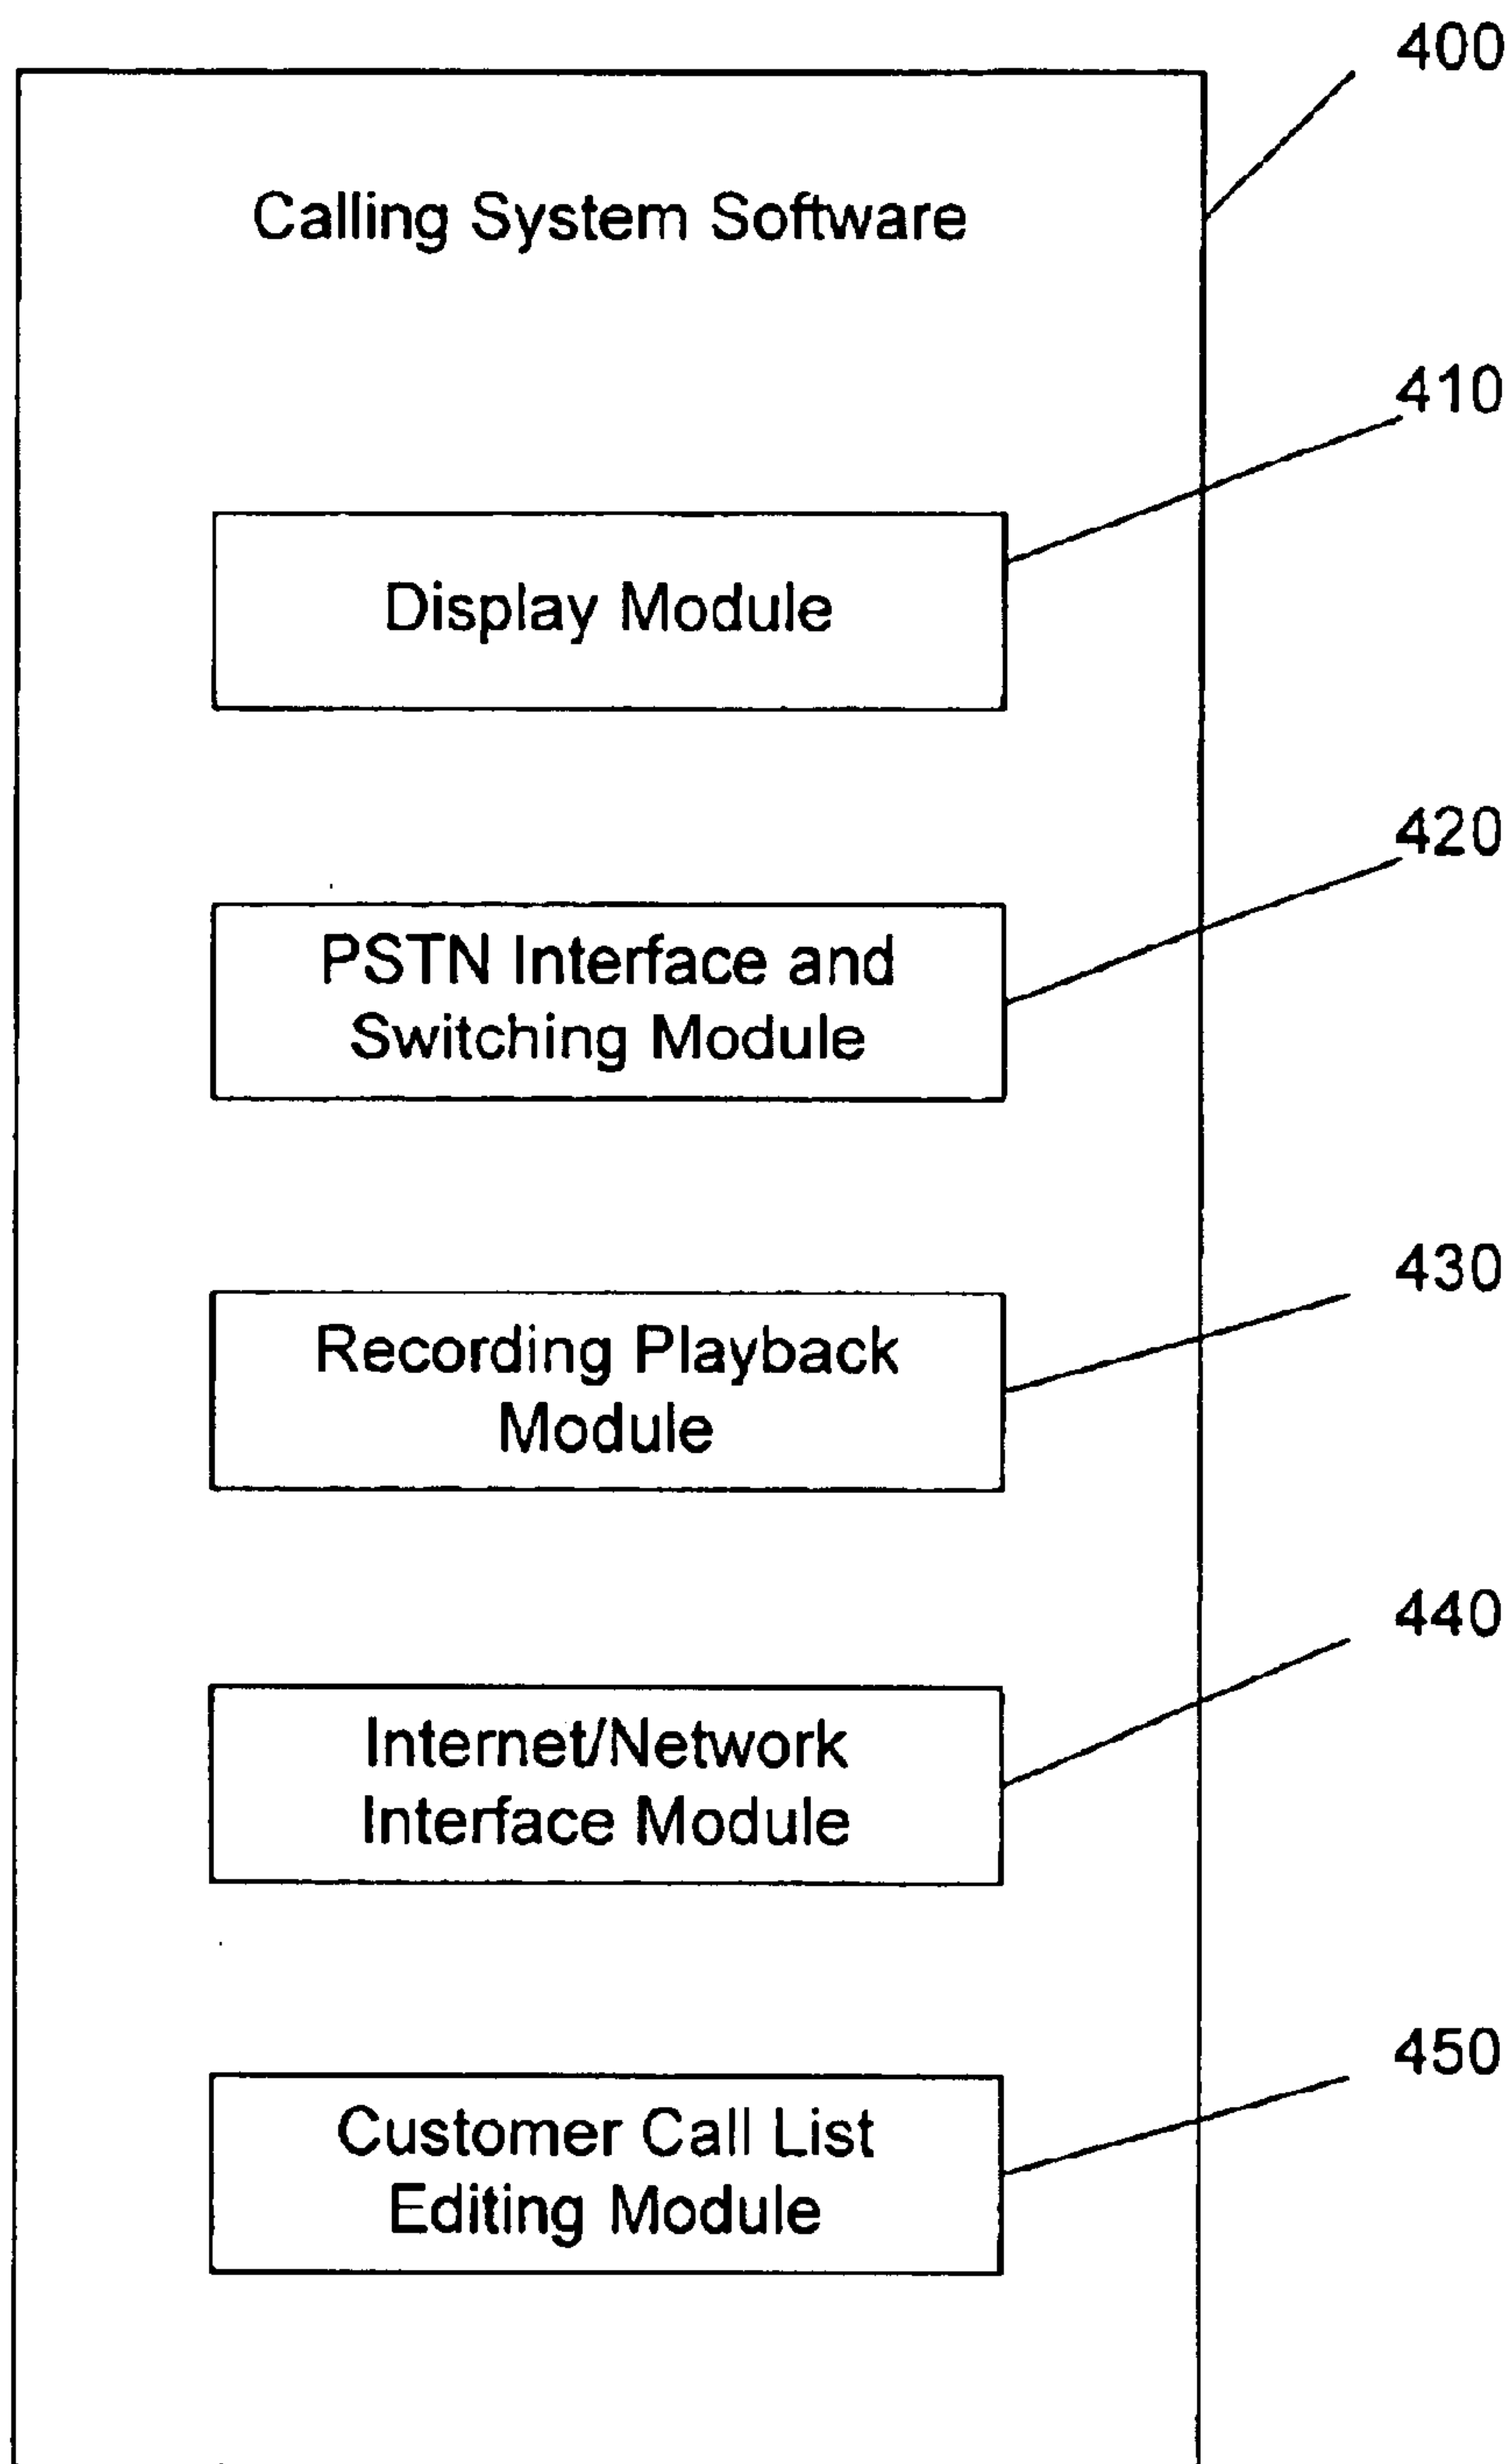 400
Calling System Software
410
Display Module
420
PSTN Interface and
Switching Module
430
Recording Playback
Module
440
Internet/Network
Interface Module
450
Customer Call List
Editing Module